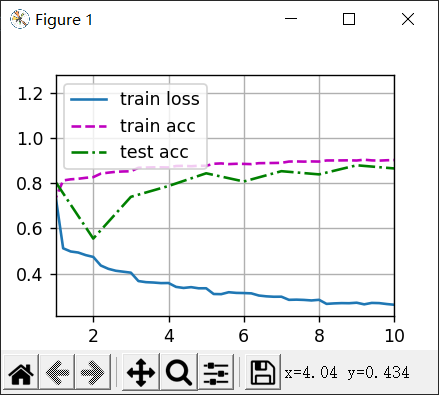 Figure 1
train loss
train acc
test acc
1.2
1.0
0.8
0.6
0.4
2 4 6 8 10
x=4.04 y=0.434